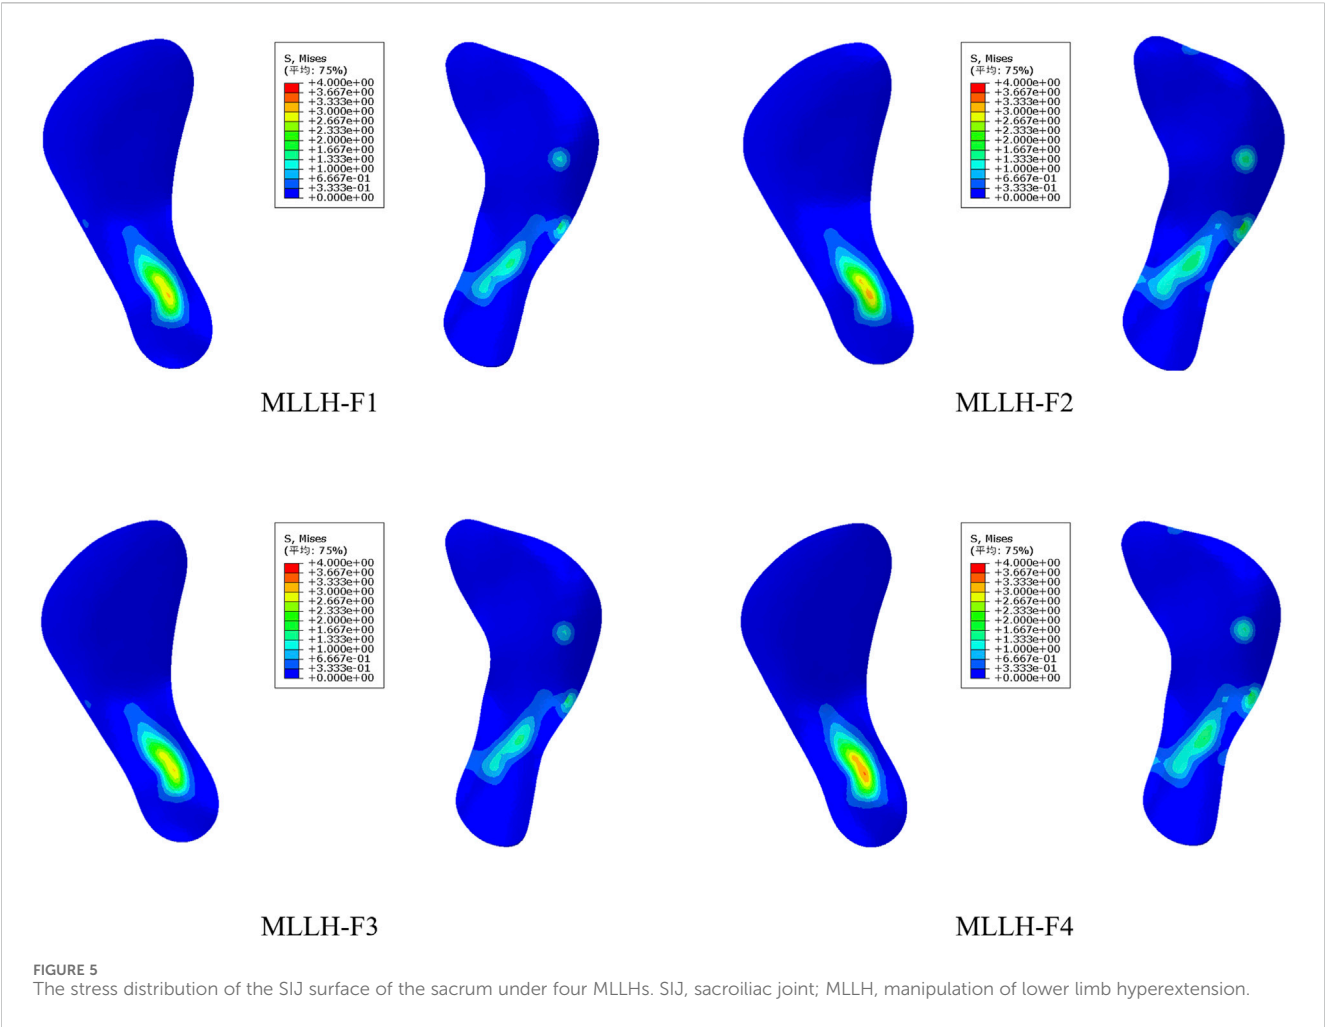 S, Mises
(平均: 75%)
+4.000e+00
+3.667e+00
+3.333e+00
+3.000e+00
+2.667e+00
+2.333e+00
+2.000e+00
+1.667e+00
+1.333e+00
+1.000e+00
+6.667e-01
+3.333e-01
+0.000e+00
MLLH-F1
S, Mises
(平均: 75%)
+4.000e+00
+3.667e+00
+3.333e+00
+3.000e+00
+2.667e+00
+2.333e+00
+2.000e+00
+1.667e+00
+1.333e+00
+1.000e+00
+6.667e-01
+3.333e-01
+0.000e+00
MLLH-F2
S, Mises
(平均: 75%)
+4.000e+00
+3.667e+00
+3.333e+00
+3.000e+00
+2.667e+00
+2.333e+00
+2.000e+00
+1.667e+00
+1.333e+00
+1.000e+00
+6.667e-01
+3.333e-01
+0.000e+00
MLLH-F3
S, Mises
(平均: 75%)
+4.000e+00
+3.667e+00
+3.333e+00
+3.000e+00
+2.667e+00
+2.333e+00
+2.000e+00
+1.667e+00
+1.333e+00
+1.000e+00
+6.667e-01
+3.333e-01
+0.000e+00
MLLH-F4
FIGURE 5
The stress distribution of the SIJ surface of the sacrum under four MLLHs. SIJ, sacroiliac joint; MLLH, manipulation of lower limb hyperextension.